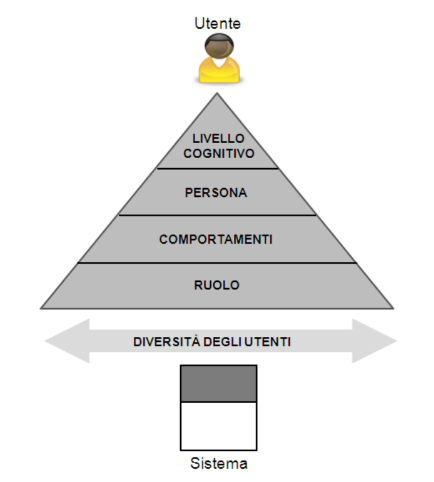 Utente
LIVELLO
COGNITIVO
PERSONA
COMPORTAMENTI
RUOLO
DIVERSITÀ DEGLI UTENTI
Sistema